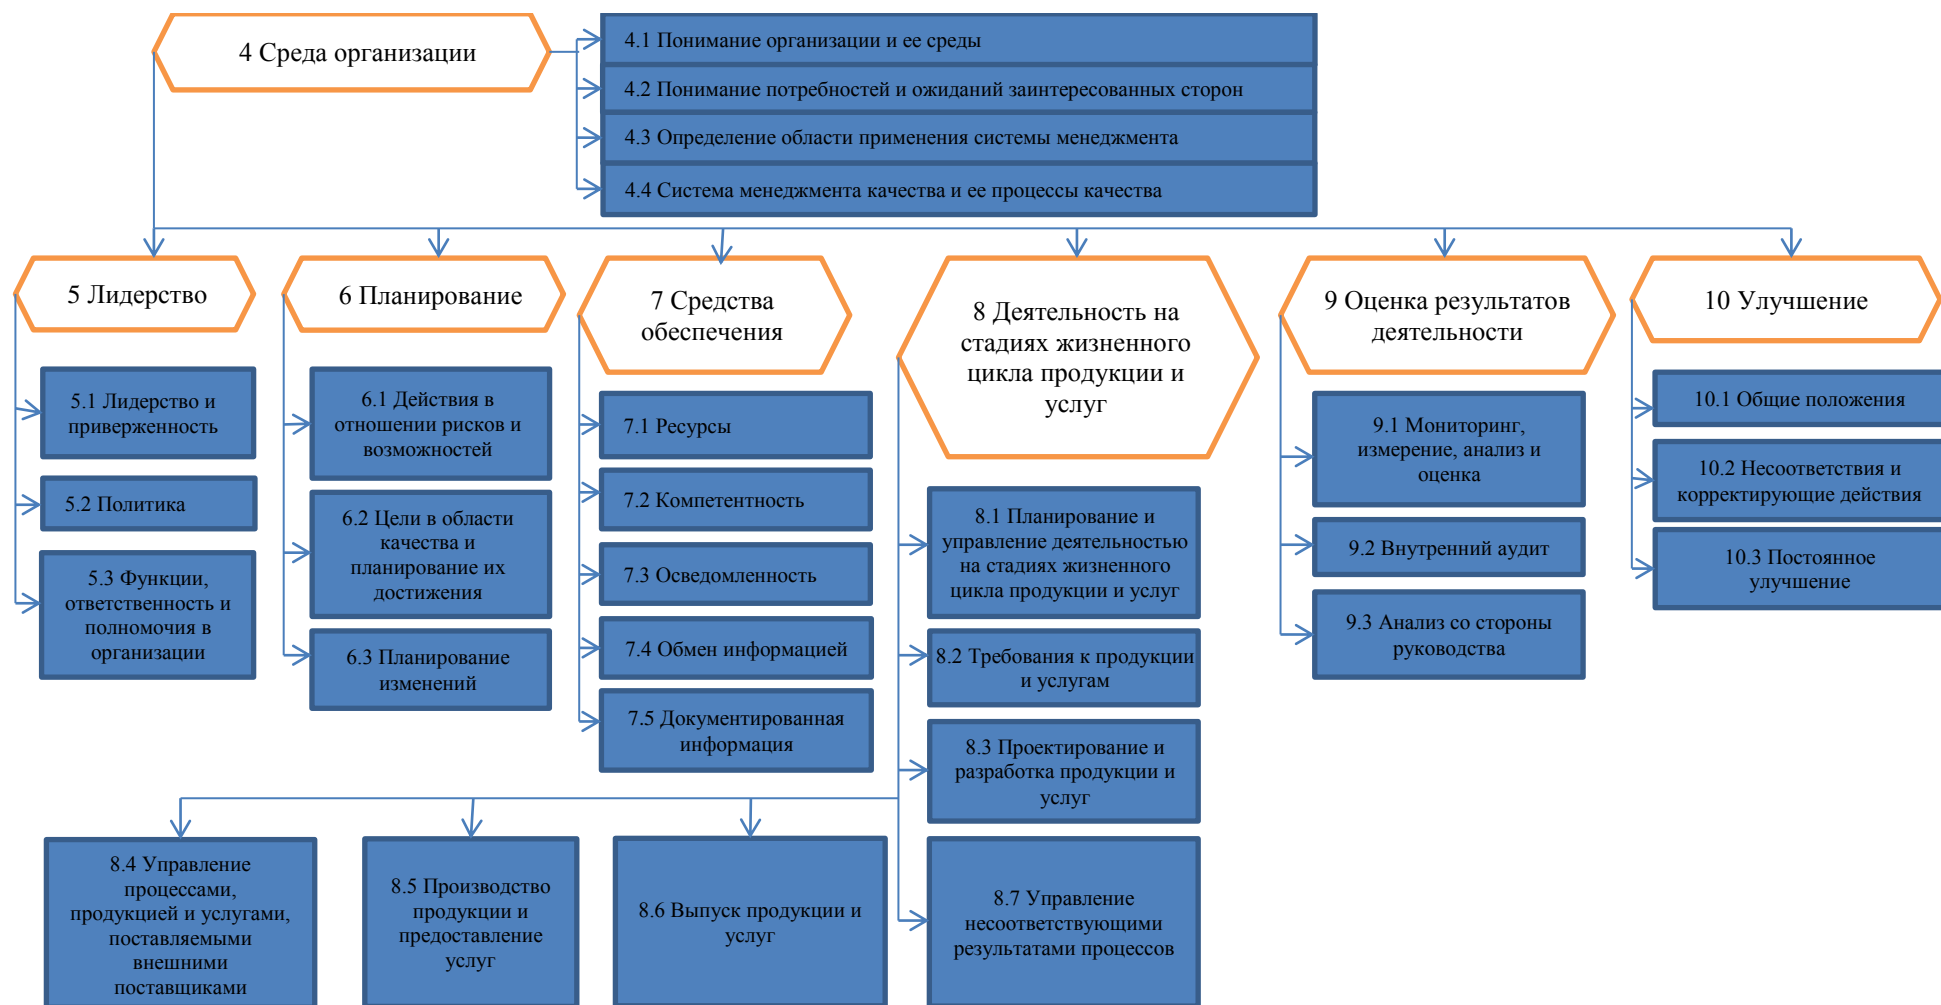 4 Среда организации
4.1 Понимание организации и ее среды
4.2 Понимание потребностей и ожиданий заинтересованных сторон
4.3 Определение области применения системы менеджмента
4.4 Система менеджмента качества и ее процессы качества
5 Лидерство
5.1 Лидерство и
приверженность
5.2 Политика
5.3 Функции,
ответственность и
полномочия в
организации
6 Планирование
6.1 Действия в
отношении рисков и
возможностей
6.2 Цели в области
качества и
планирование их
достижения
6.3 Планирование
изменений
7 Средства
обеспечения
7.1 Ресурсы
7.2 Компетентность
7.3 Осведомленность
7.4 Обмен информацией
7.5 Документированная
информация
8 Деятельность на
стадиях жизненного
цикла продукции и
услуг
8.1 Планирование и
управление деятельностью
на стадиях жизненного
цикла продукции и услуг
8.2 Требования к продукции
и услугам
8.3 Проектирование и
разработка продукции и
услуг
8.4 Управление
процессами,
продукцией и услугами,
поставляемыми
внешними
поставщиками
8.5 Производство
продукции и
предоставление
услуг
8.6 Выпуск продукции и
услуг
8.7 Управление
несоответствующими
результатами процессов
9 Оценка результатов
деятельности
9.1 Мониторинг,
измерение, анализ и
оценка
9.2 Внутренний аудит
9.3 Анализ со стороны
руководства
10 Улучшение
10.1 Общие положения
10.2 Несоответствия и
корректирующие действия
10.3 Постоянное
улучшение